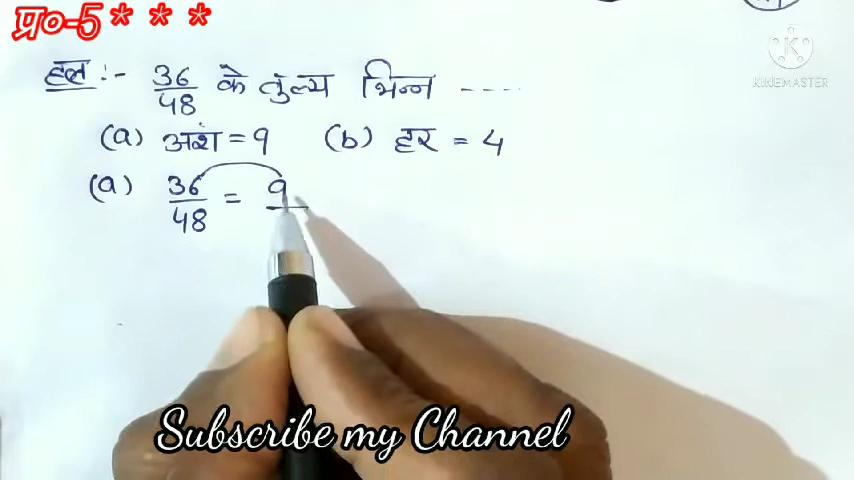 प्र०-5***
KINEMASTER
हल :- 36/48 के तुल्य भिन्न ----
(a) अंश = 9 (b) हर = 4
(a) 36/48 = 9
Subscribe my Channel